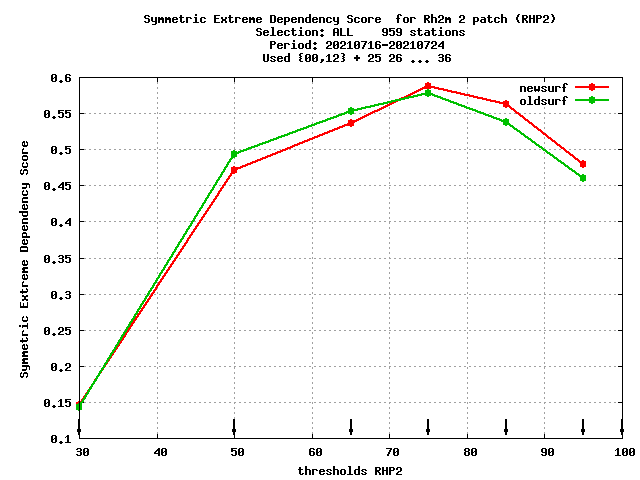 Symmetric Extreme Dependency Score  for Rh2m 2 patch (RHP2)
Selection: ALL    959 stations
Period: 20210716-20210724
Used {00,12} + 25 26 ... 36
newsurf
oldsurf
Symmetric Extreme Dependency Score
0.6
0.55
0.5
0.45
0.4
0.35
0.3
0.25
0.2
0.15
0.1
30 40 50 60 70 80 90 100
thresholds RHP2